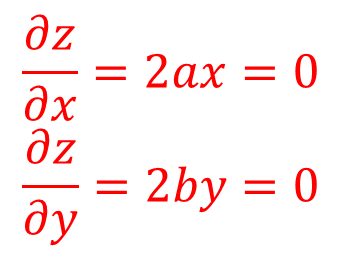 ∂z/∂x = 2ax = 0
∂z/∂y = 2by = 0